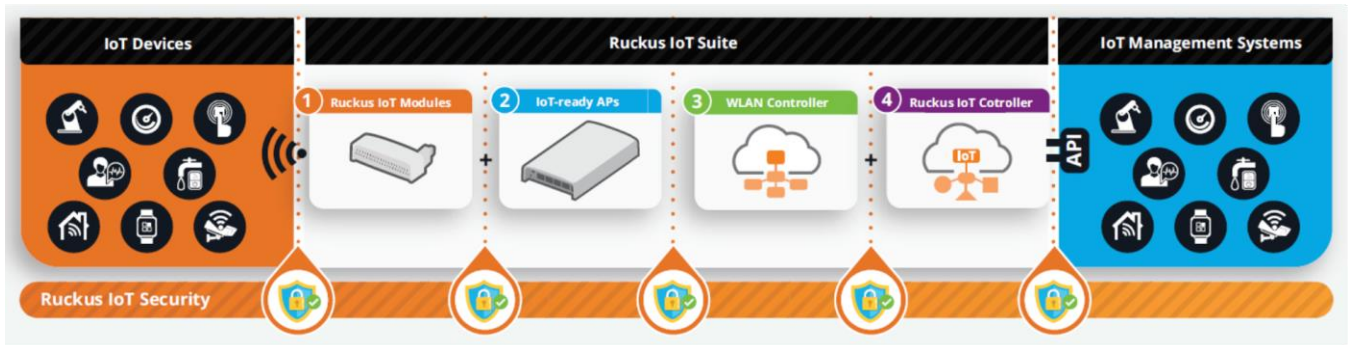 IoT Devices
Ruckus IoT Suite
IoT Management Systems
1 Ruckus IoT Modules
2 IoT-ready APs
3 WLAN Controller
4 Ruckus IoT Cotroller
+
+
+
IoT
API
Ruckus IoT Security